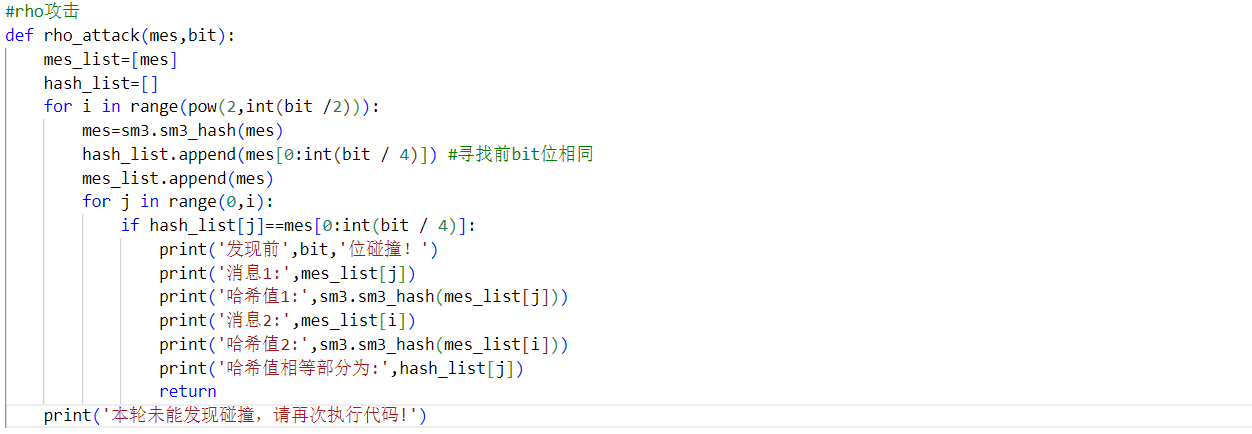 #rho攻击
def rho_attack(mes,bit):
    mes_list=[mes]
    hash_list=[]
    for i in range(pow(2,int(bit /2))):
        mes=sm3.sm3_hash(mes)
        hash_list.append(mes[0:int(bit / 4)]) #寻找前bit位相同
        mes_list.append(mes)
        for j in range(0,i):
            if hash_list[j]==mes[0:int(bit / 4)]:
                print('发现前',bit,'位碰撞！')
                print('消息1:',mes_list[j])
                print('哈希值1:',sm3.sm3_hash(mes_list[j]))
                print('消息2:',mes_list[i])
                print('哈希值2:',sm3.sm3_hash(mes_list[i]))
                print('哈希值相等部分为:',hash_list[j])
                return
    print('本轮未能发现碰撞，请再次执行代码!')